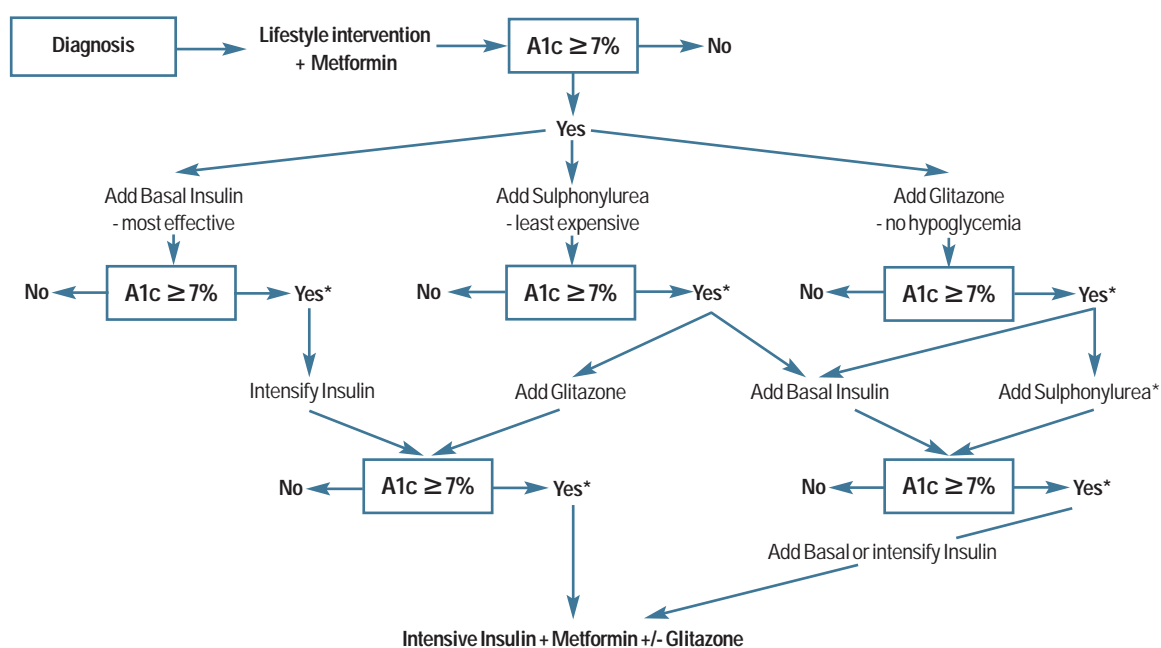 Diagnosis
Lifestyle intervention
+ Metformin
A1c ≥ 7%
No
Yes
Add Basal Insulin
- most effective
Add Sulphonylurea
- least expensive
Add Glitazone
- no hypoglycemia
No
A1c ≥ 7%
Yes*
No
A1c ≥ 7%
Yes*
No
A1c ≥ 7%
Yes*
Intensify Insulin
Add Glitazone
Add Basal Insulin
Add Sulphonylurea*
No
A1c ≥ 7%
Yes*
No
A1c ≥ 7%
Yes*
Add Basal or intensify Insulin
Intensive Insulin + Metformin +/- Glitazone